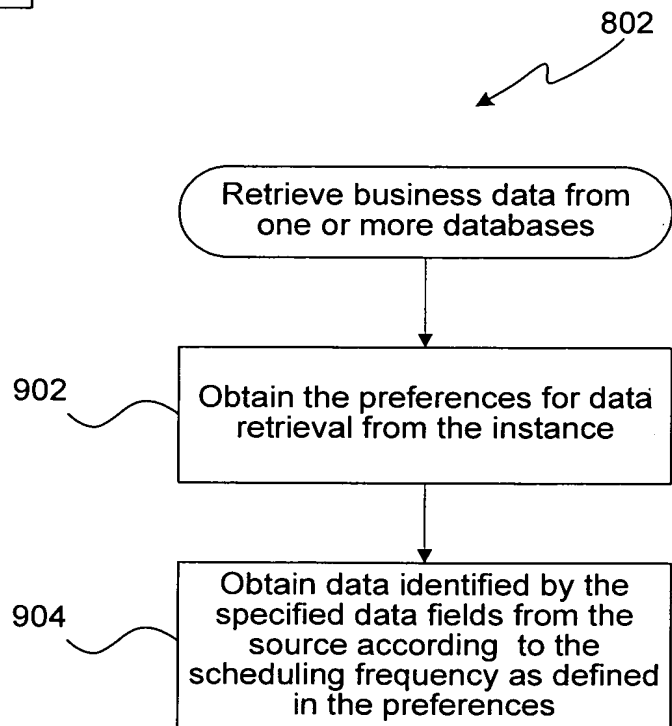 802
Retrieve business data from
one or more databases
902
Obtain the preferences for data
retrieval from the instance
904
Obtain data identified by the
specified data fields from the
source according to the
scheduling frequency as defined
in the preferences